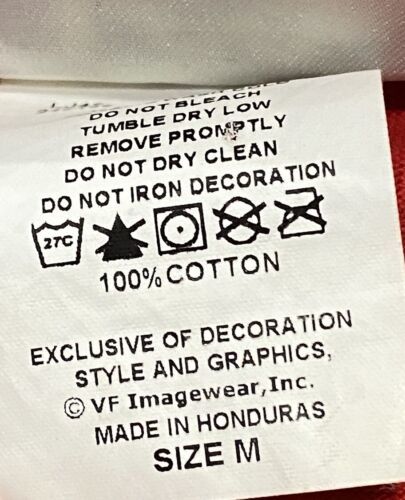 DO NOT BLEACH
TUMBLE DRY LOW
REMOVE PROMPTLY
DO NOT DRY CLEAN
DO NOT IRON DECORATION
27C
100% COTTON
EXCLUSIVE OF DECORATION
STYLE AND GRAPHICS,
© VF Imagewear, Inc.
MADE IN HONDURAS
SIZE M